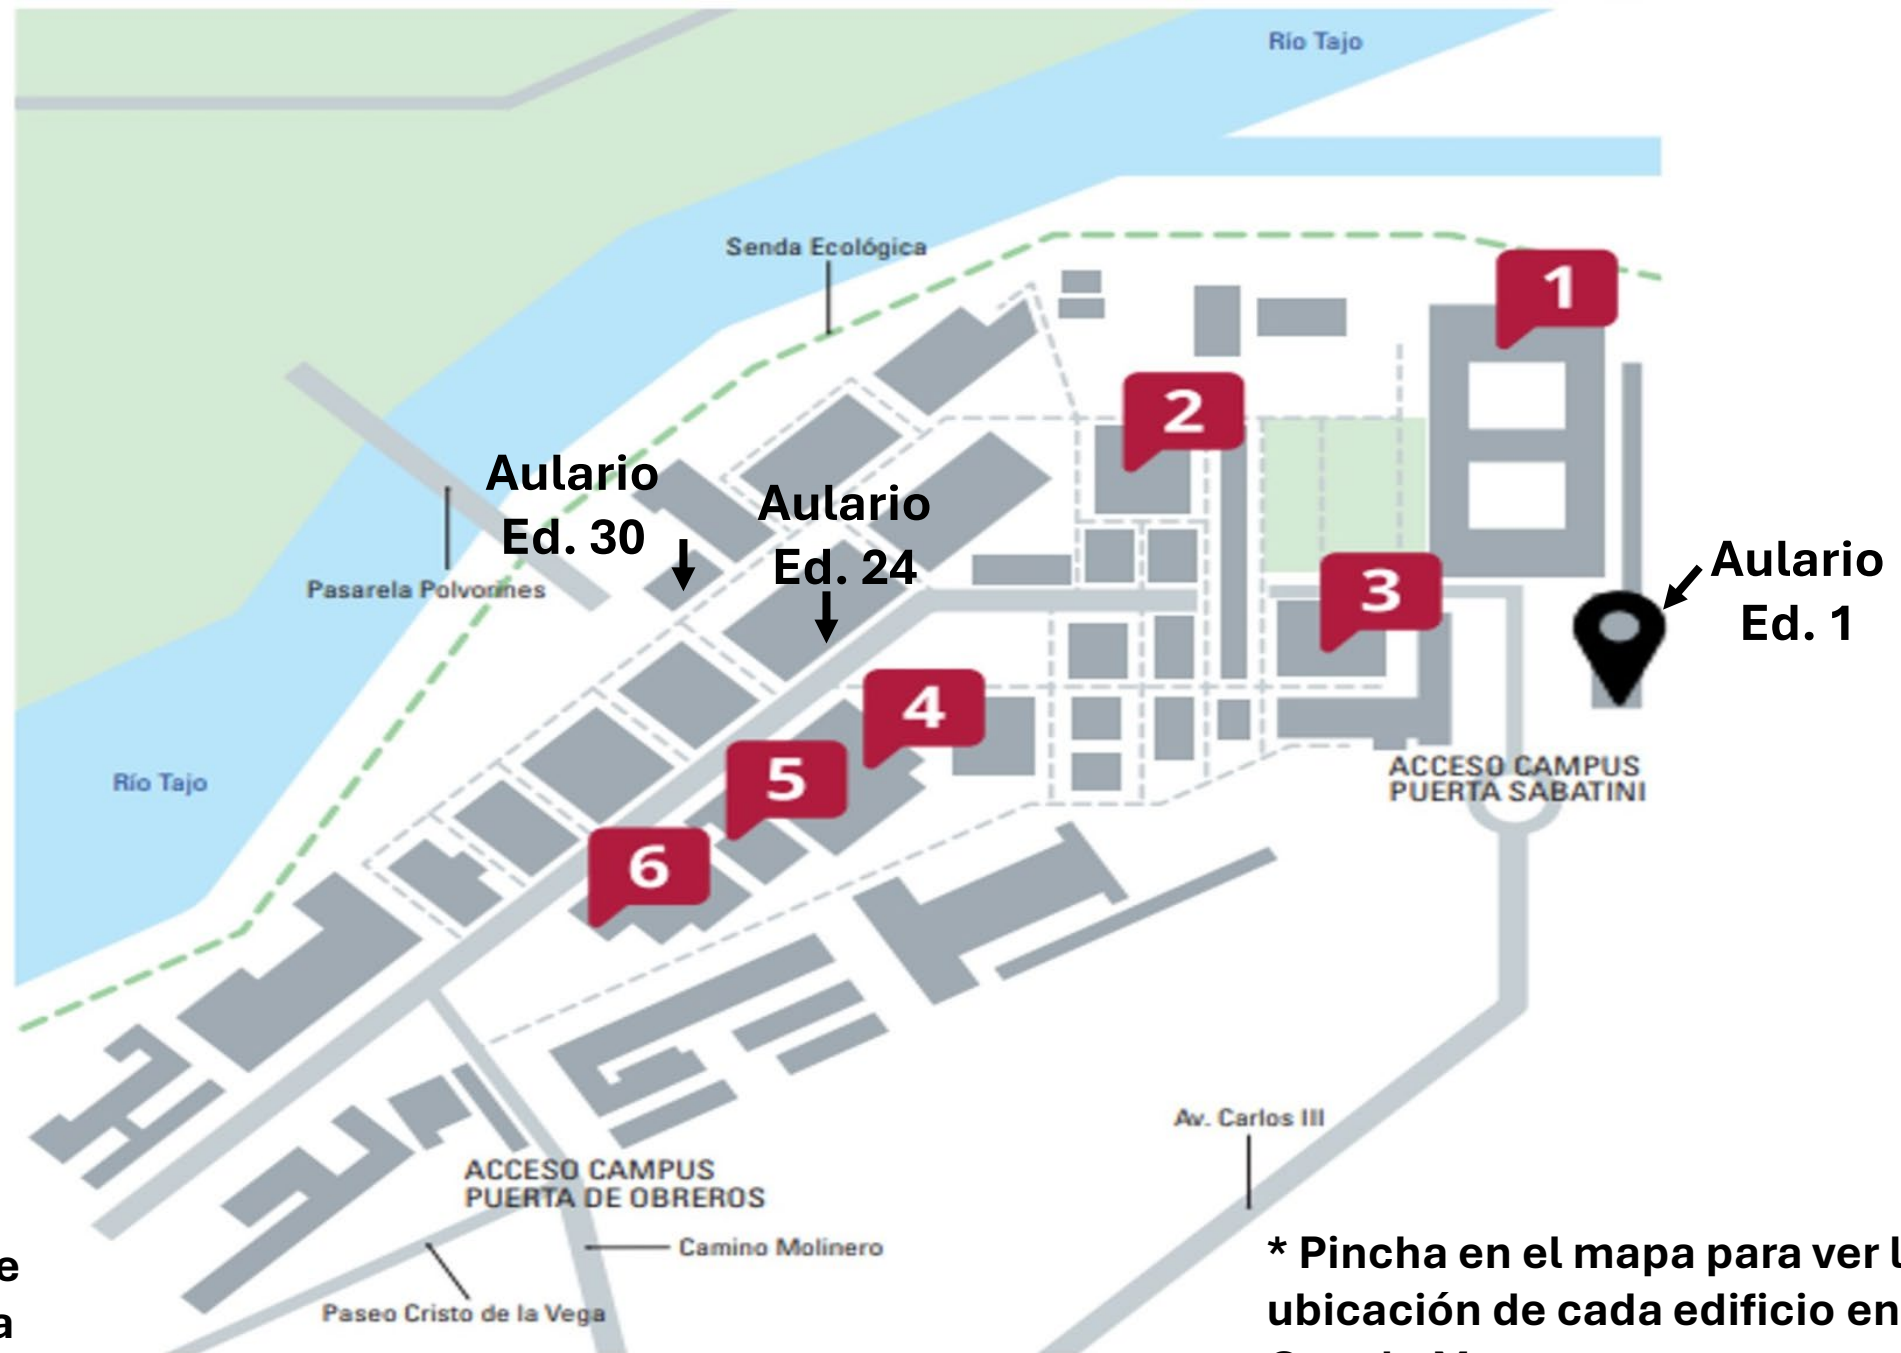 Río Tajo
Senda Ecológica
1
2
Aulario
Ed. 30
Aulario
Ed. 24
Pasarela Polvorines
3
Aulario
Ed. 1
4
5
6
Río Tajo
ACCESO CAMPUS
PUERTA SABATINI
Av. Carlos III
ACCESO CAMPUS
PUERTA DE OBREROS
Camino Molinero
Paseo Cristo de la Vega
e
a
* Pincha en el mapa para ver l
ubicación de cada edificio en